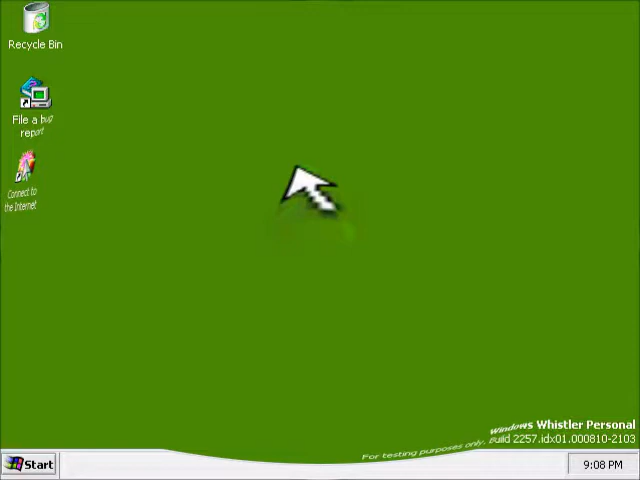 Recycle Bin
File a bug
report
Connect to
the Internet
Windows Whistler Personal
For testing purposes only. Build 2257.idx01.000810-2103
Start
9:08 PM